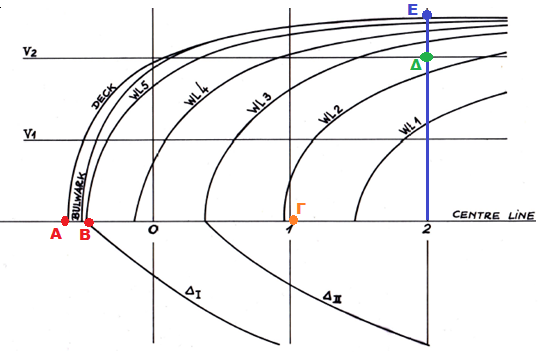 E
V2
Δ
DECK
WL5
WL4
WL3
WL2
WL1
V1
BULWARK
A
B
Γ
CENTRE LINE
0
1
2
ΔI
ΔII